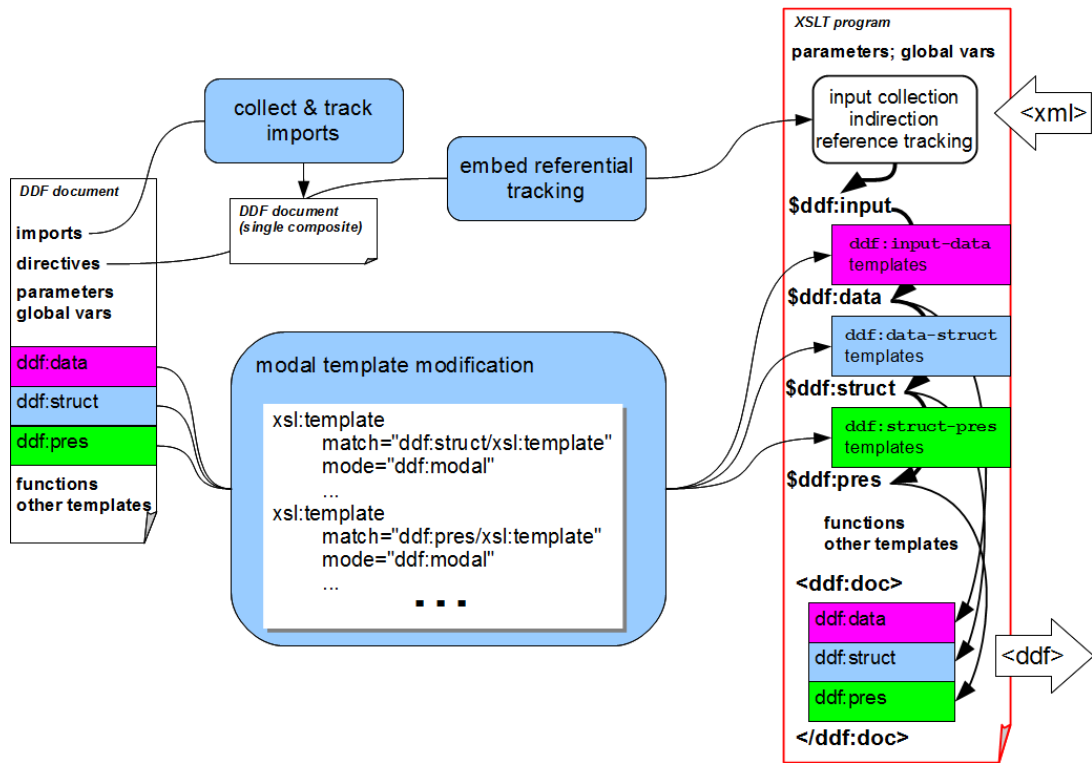 DDF document
imports
directives
parameters
global vars
ddf:data
ddf:struct
ddf:pres
functions
other templates
collect & track
imports
DDF document
(single composite)
embed referential
tracking
modal template modification
xsl:template
match="ddf:struct/xsl:template"
mode="ddf:modal"
...
xsl:template
match="ddf:pres/xsl:template"
mode="ddf:modal"
...
...
XSLT program
parameters; global vars
input collection
indirection
reference tracking
<xml>
$ddf:input
ddf:input-data
templates
$ddf:data
ddf:data-struct
templates
$ddf:struct
ddf:struct-pres
templates
$ddf:pres
functions
other templates
<ddf:doc>
ddf:data
ddf:struct
ddf:pres
</ddf:doc>
<ddf>